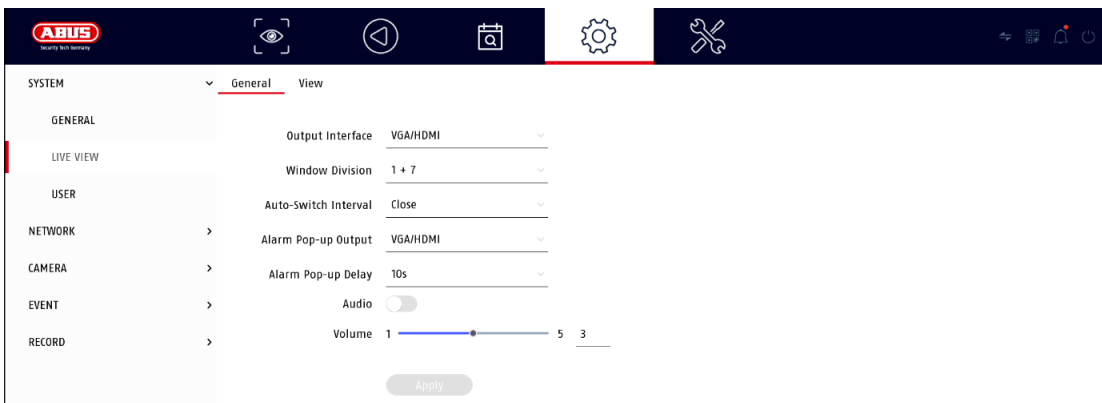 ABUS
Security Tech Germany
SYSTEM
General View
GENERAL
LIVE VIEW
USER
NETWORK
CAMERA
EVENT
RECORD
Output Interface VGA/HDMI
Window Division 1 + 7
Auto-Switch Interval Close
Alarm Pop-up Output VGA/HDMI
Alarm Pop-up Delay 10s
Audio
Volume 1 5 3
Apply